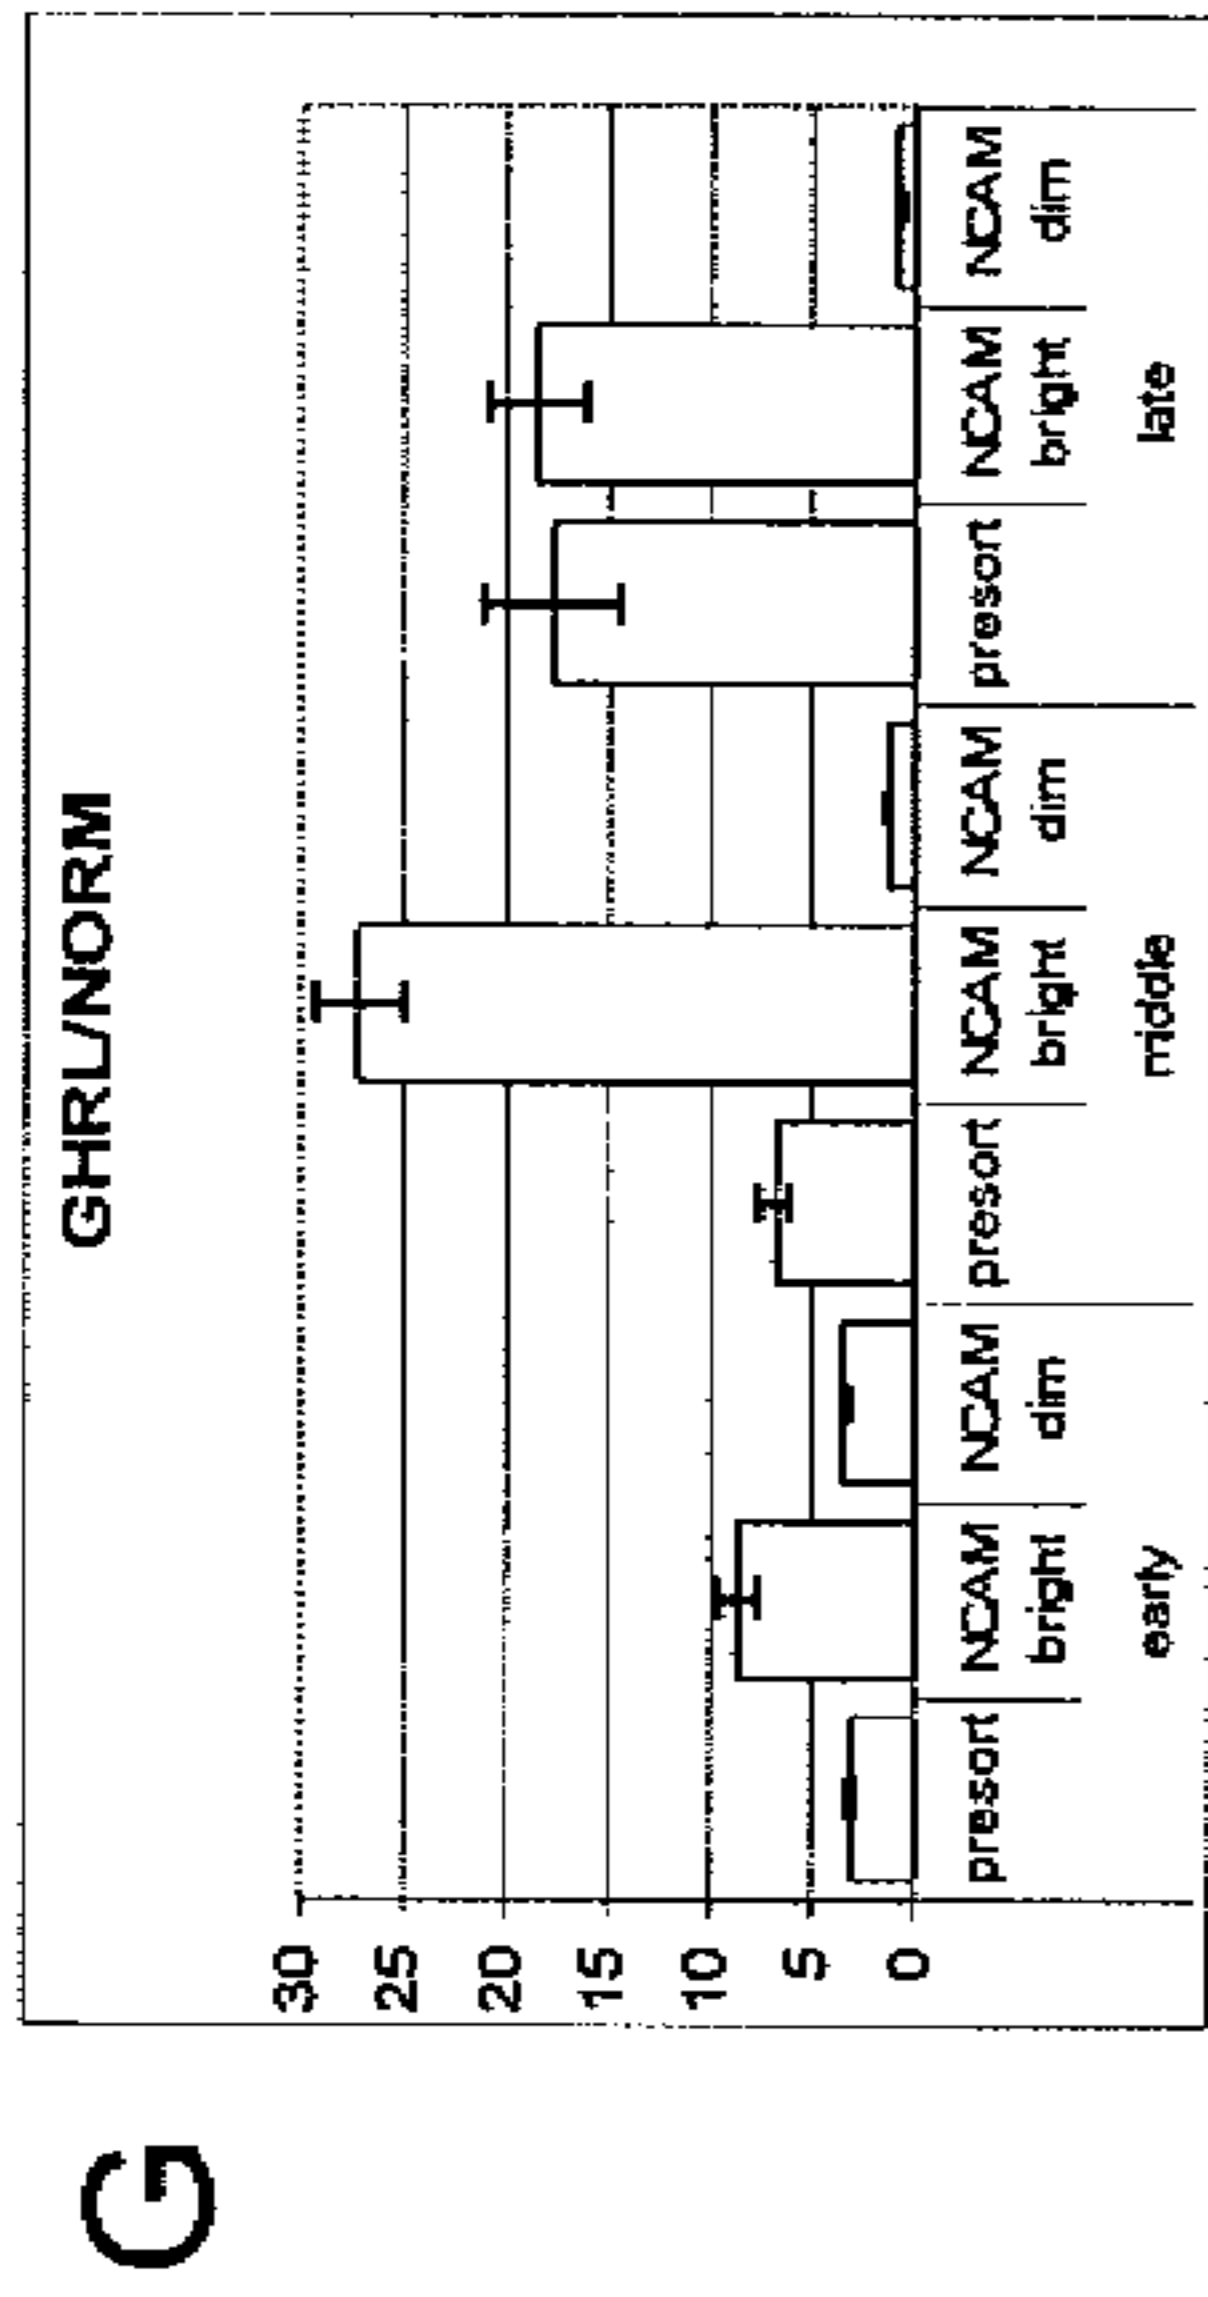 G
GHRL/NORM
30
25
20
15
10
5
0
presort NCAM bright NCAM dim presort NCAM bright NCAM dim presort NCAM bright NCAM dim
early middle late